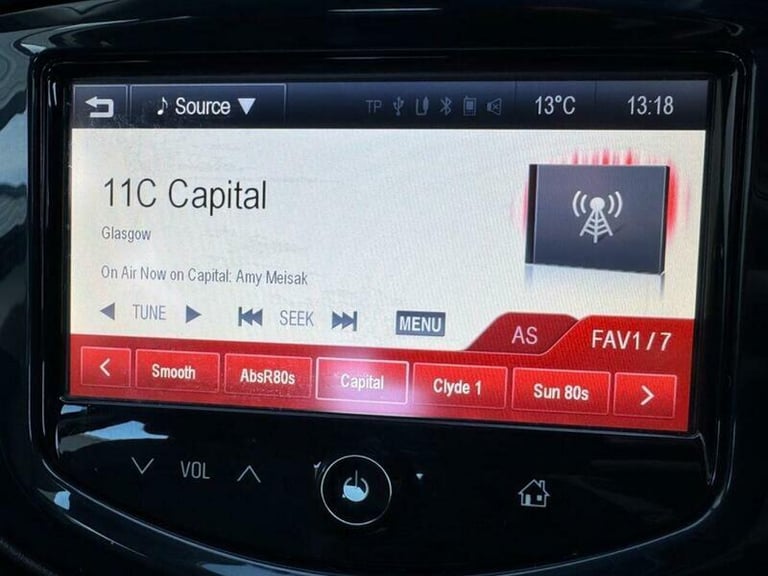 Source TP 13°C 13:18
11C Capital
Glasgow
On Air Now on Capital: Amy Meisak
TUNE SEEK MENU AS FAV1/7
Smooth AbsR80s Capital Clyde 1 Sun 80s
VOL